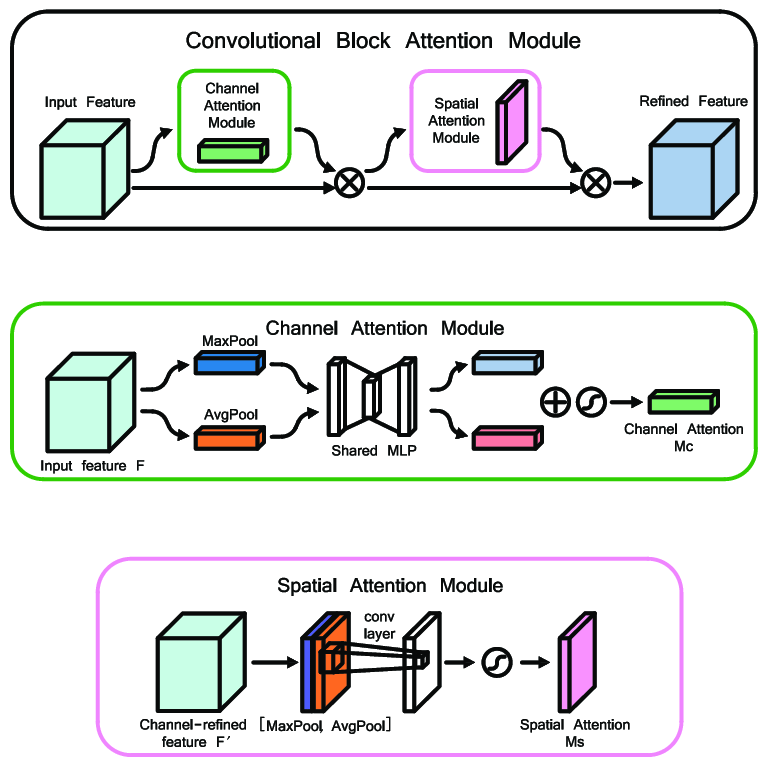 Convolutional Block Attention Module
Input Feature
Channel
Attention
Module
Spatial
Attention
Module
Refined Feature
Channel Attention Module
MaxPool
AvgPool
Input feature F
Shared MLP
Channel Attention
Mc
Spatial Attention Module
conv
layer
Channel-refined
feature F′
[MaxPool, AvgPool]
Spatial Attention
Ms